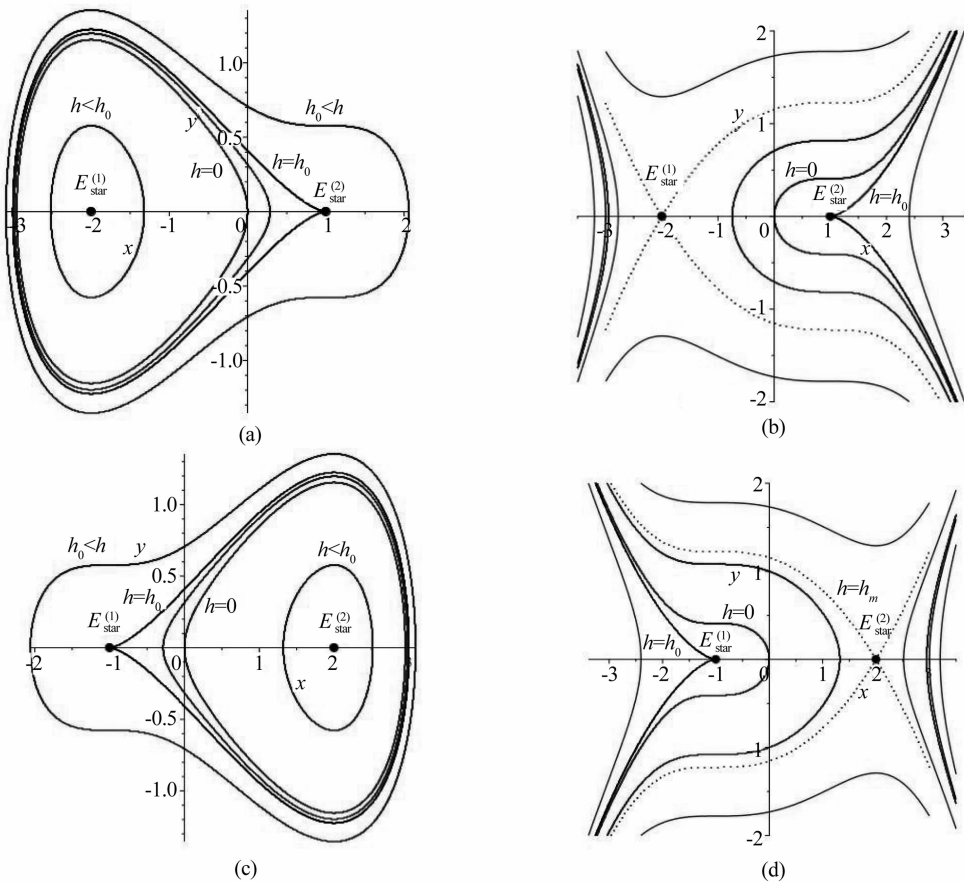 1.0
h<h₀
h₀<h
y
0.5
h=0
h=h₀
E⁽¹⁾star
E⁽²⁾star
-3 -2 -1 0 1 2
x
-0.5
-1.0
(a)
2
y 1
E⁽¹⁾star
h=0
E⁽²⁾star
h=h₀
-3 -2 -1 0 1 2 3
x
-1
-2
(b)
1.0
h₀<h y
h<h₀
0.5
h=h₀
h=0
E⁽¹⁾star
E⁽²⁾star
-2 -1 0 1 2 3
x
-0.5
-1.0
(c)
2
y 1
h=hₘ
h=0
E⁽²⁾star
h=h₀
E⁽¹⁾star
-3 -2 -1 0 1 2 3
x
-1
-2
(d)